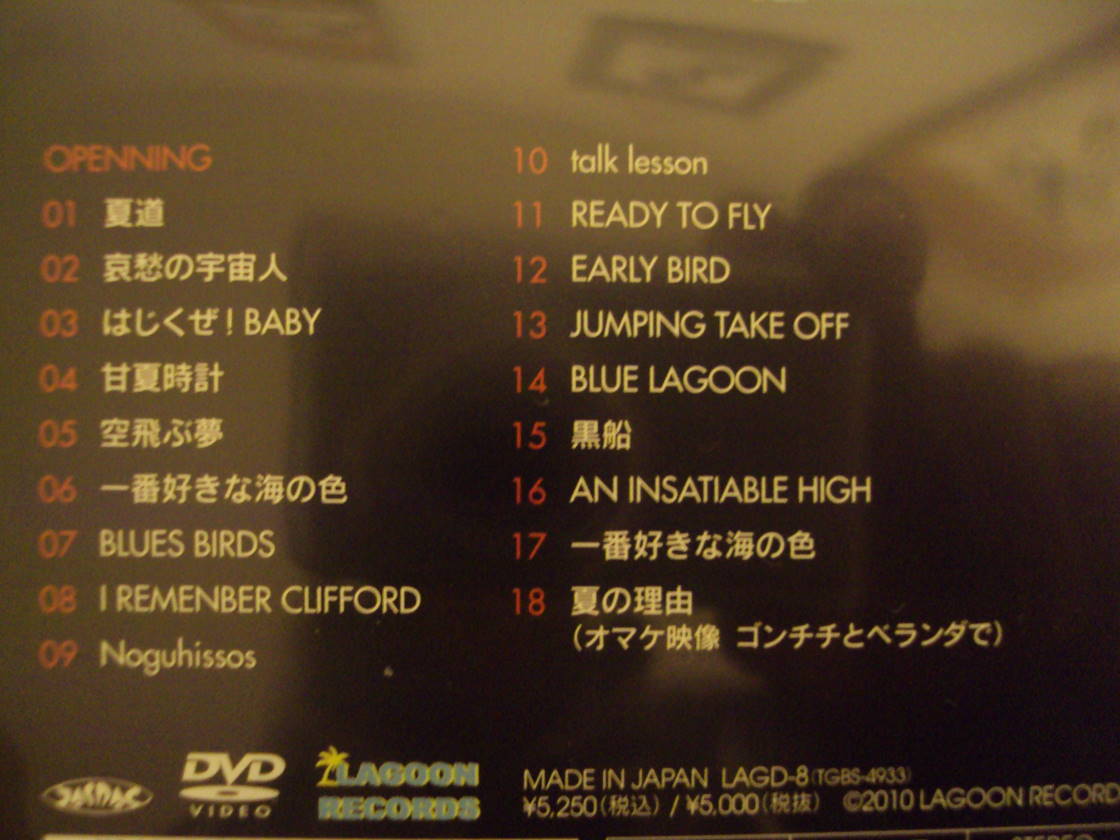 OPENNING
01 夏道
02 哀愁の宇宙人
03 はじくぜ！BABY
04 甘夏時計
05 空飛ぶ夢
06 一番好きな海の色
07 BLUES BIRDS
08 I REMENBER CLIFFORD
09 Noguhissos
10 talk lesson
11 READY TO FLY
12 EARLY BIRD
13 JUMPING TAKE OFF
14 BLUE LAGOON
15 黒船
16 AN INSATIABLE HIGH
17 一番好きな海の色
18 夏の理由
（オマケ映像 ゴンチチとベランダで）
JASRAC
DVD
VIDEO
LAGOON
RECORDS
MADE IN JAPAN LAGD-8（TGBS-4933）
¥5,250（税込）/ ¥5,000（税抜） ©2010 LAGOON RECORD